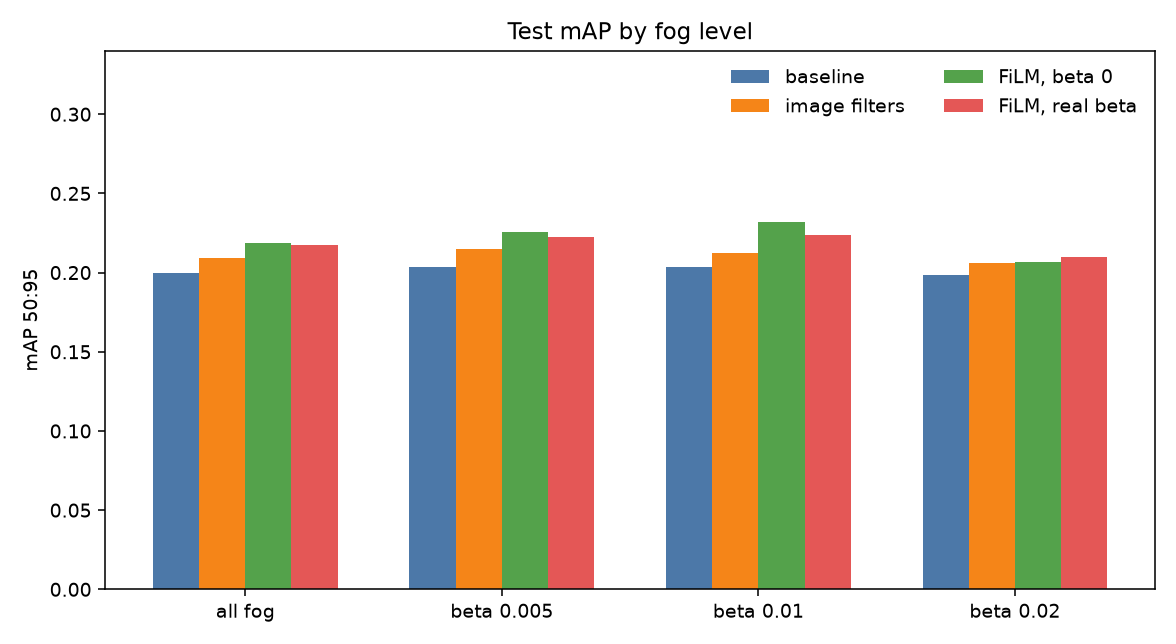 Test mAP by fog level
baseline
image filters
FiLM, beta 0
FiLM, real beta
mAP 50:95
0.30
0.25
0.20
0.15
0.10
0.05
0.00
all fog
beta 0.005
beta 0.01
beta 0.02